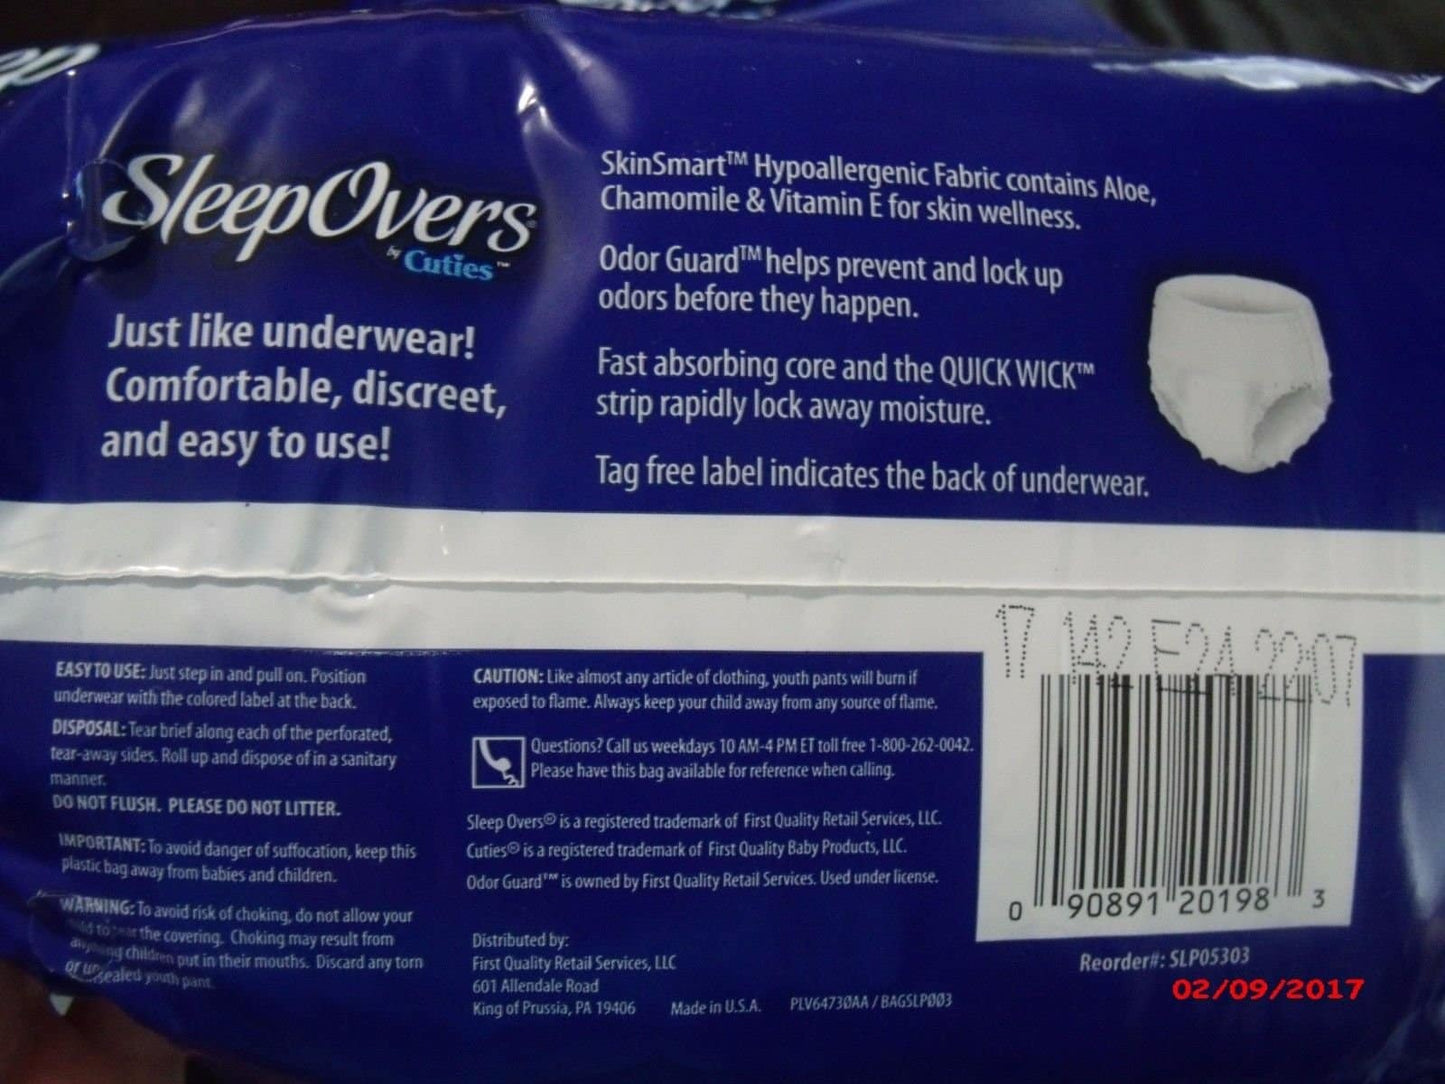 SleepOvers®
by Cuties™
Just like underwear!
Comfortable, discreet,
and easy to use!
SkinSmart™ Hypoallergenic Fabric contains Aloe,
Chamomile & Vitamin E for skin wellness.
Odor Guard™ helps prevent and lock up
odors before they happen.
Fast absorbing core and the QUICK WICK™
strip rapidly lock away moisture.
Tag free label indicates the back of underwear.
EASY TO USE: Just step in and pull on. Position
underwear with the colored label at the back.
DISPOSAL: Tear brief along each of the perforated,
tear-away sides. Roll up and dispose of in a sanitary
manner.
DO NOT FLUSH. PLEASE DO NOT LITTER.
IMPORTANT: To avoid danger of suffocation, keep this
plastic bag away from babies and children.
WARNING: To avoid risk of choking, do not allow your
to tear the covering. Choking may result from
anything children put in their mouths. Discard any torn
or unsealed youth pant.
CAUTION: Like almost any article of clothing, youth pants will burn if
exposed to flame. Always keep your child away from any source of flame.
Questions? Call us weekdays 10 AM-4 PM ET toll free 1-800-262-0042.
Please have this bag available for reference when calling.
Sleep Overs® is a registered trademark of First Quality Retail Services, LLC.
Cuties® is a registered trademark of First Quality Baby Products, LLC.
Odor Guard™ is owned by First Quality Retail Services. Used under license.
Distributed by:
First Quality Retail Services, LLC
601 Allendale Road
King of Prussia, PA 19406 Made in U.S.A. PLV64730AA / BAGSLP003
17 142 E24 22:07
0 90891 20198 3
Reorder#: SLP05303
02/09/2017